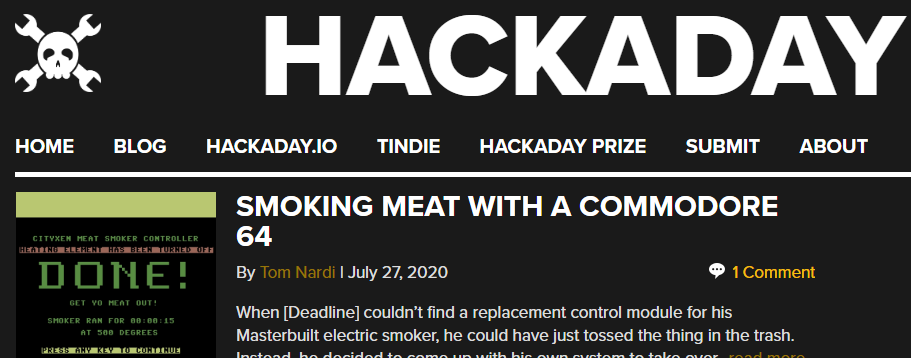 HACKADAY
HOME BLOG HACKADAY.IO TINDIE HACKADAY PRIZE SUBMIT ABOUT
CITYXEN MEAT SMOKER CONTROLLER
HEATING ELEMENT HAS BEEN TURNED OFF
DONE!
GET YO MEAT OUT!
SMOKER RAN FOR 00:00:15
AT 500 DEGREES
PRESS ANY KEY TO CONTINUE
SMOKING MEAT WITH A COMMODORE
64
By Tom Nardi | July 27, 2020
1 Comment
When [Deadline] couldn’t find a replacement control module for his
Masterbuilt electric smoker, he could have just tossed the thing in the trash.
Instead, he decided to come up with his own system to take over …read more